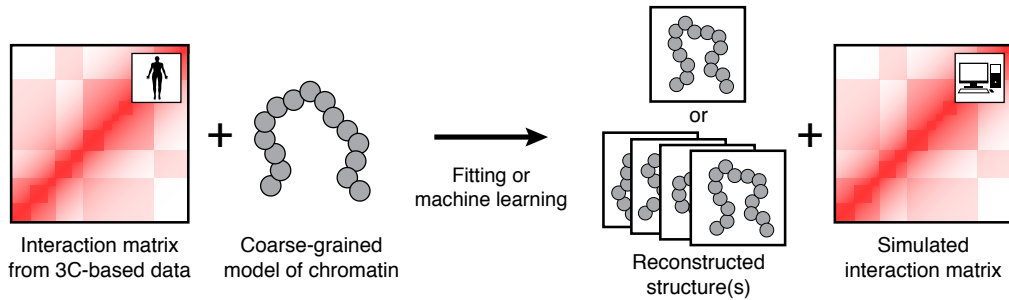 Interaction matrix
from 3C-based data
+
Coarse-grained
model of chromatin
Fitting or
machine learning
or
Reconstructed
structure(s)
+
Simulated
interaction matrix